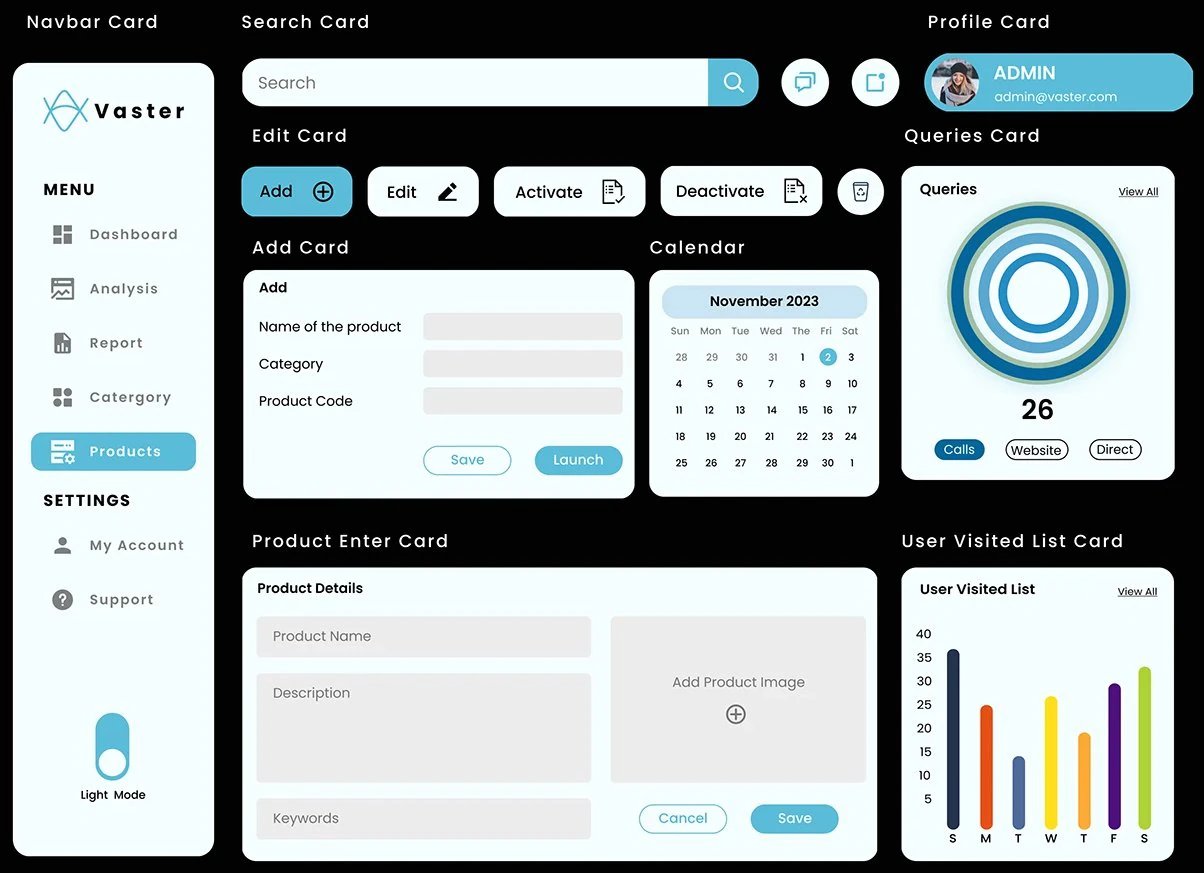 Navbar Card
Search Card
Profile Card
Vaster
MENU
Dashboard
Analysis
Report
Catergory
Products
SETTINGS
My Account
Support
Light Mode
Search
ADMIN
admin@vaster.com
Edit Card
Add
Edit
Activate
Deactivate
Queries Card
Queries
View All
26
Calls
Website
Direct
Add Card
Add
Name of the product
Category
Product Code
Save
Launch
Calendar
November 2023
Sun Mon Tue Wed The Fri Sat
28 29 30 31 1 2 3
4 5 6 7 8 9 10
11 12 13 14 15 16 17
18 19 20 21 22 23 24
25 26 27 28 29 30 1
Product Enter Card
Product Details
Product Name
Description
Keywords
Add Product Image
Cancel
Save
User Visited List Card
User Visited List
View All
40
35
30
25
20
15
10
5
S M T W T F S